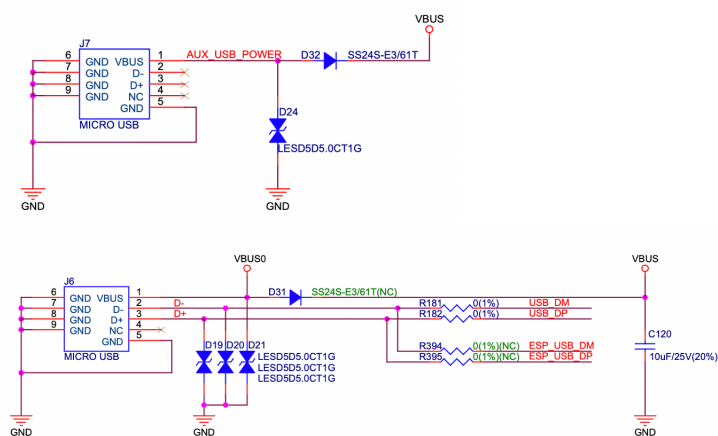 VBUS
J7
6 GND VBUS 1 AUX_USB_POWER D32 SS24S-E3/61T
7 GND D- 2
8 GND D+ 3
9 GND NC 4
GND 5
MICRO USB
D24
LESD5D5.0CT1G
GND GND
VBUS0 VBUS
J6
6 GND VBUS 1 D31 SS24S-E3/61T(NC)
7 GND D- 2 D- R181 0(1%) USB_DM
8 GND D+ 3 D+ R182 0(1%) USB_DP
9 GND NC 4
GND 5
MICRO USB
D19 D20 D21
LESD5D5.0CT1G
LESD5D5.0CT1G
LESD5D5.0CT1G
R394 0(1%)(NC) ESP_USB_DM
R395 0(1%)(NC) ESP_USB_DP
C120
10uF/25V(20%)
GND GND GND